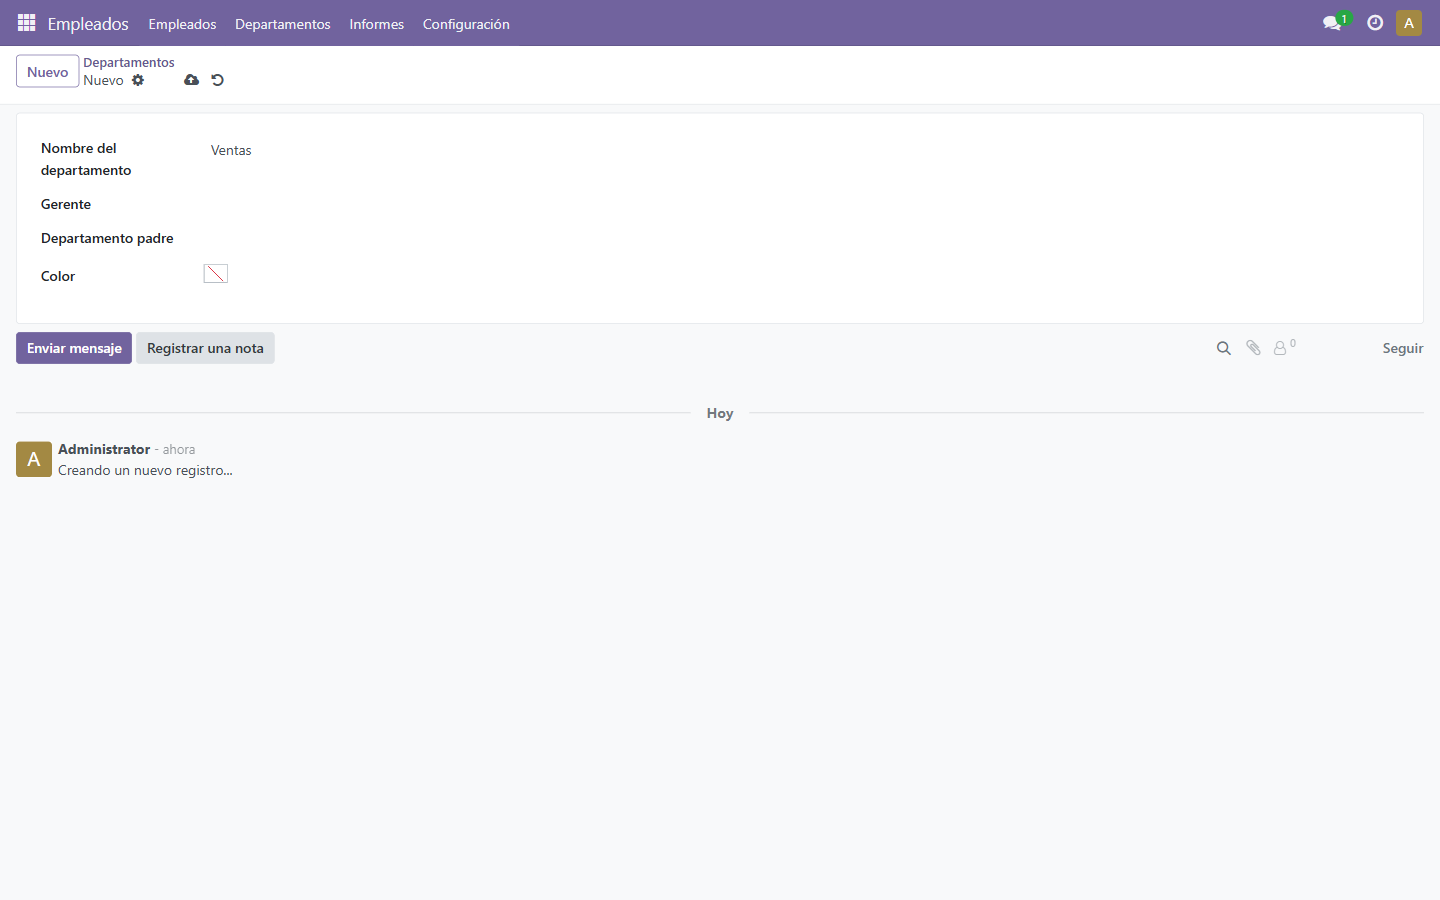 Empleados Empleados Departamentos Informes Configuración 1 A
Nuevo Departamentos
Nuevo
Nombre del departamento Ventas
Gerente
Departamento padre
Color
Enviar mensaje Registrar una nota 0 Seguir
Hoy
A Administrator - ahora
Creando un nuevo registro...